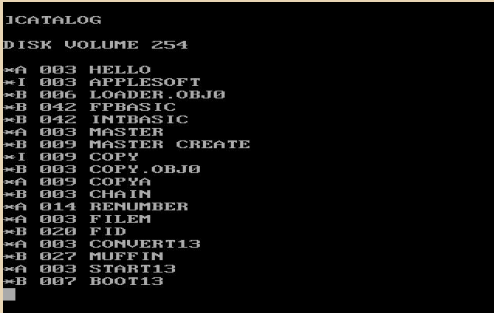 ]CATALOG
DISK VOLUME 254
*A 003 HELLO
*I 003 APPLESOFT
*B 006 LOADER.OBJ0
*B 042 FPBASIC
*B 042 INTBASIC
*A 003 MASTER
*B 009 MASTER CREATE
*I 009 COPY
*B 003 COPY.OBJ0
*A 009 COPYA
*B 003 CHAIN
*A 014 RENUMBER
*A 003 FILEM
*B 020 FID
*A 003 CONVERT13
*B 027 MUFFIN
*A 003 START13
*B 007 BOOT13